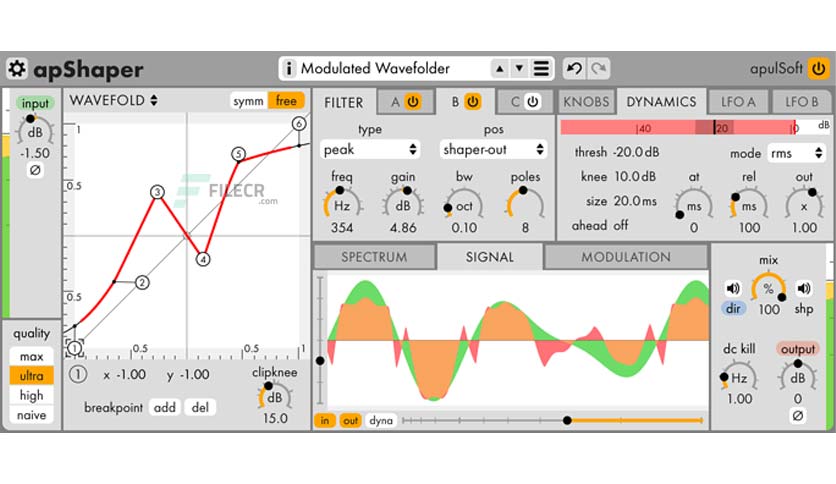 apShaper
i Modulated Wavefolder
apulSoft
input
dB
-1.50
Ø
quality
max
ultra
high
naive
WAVEFOLD
symm free
1
0.5
0.5
0.5
1
1
2
3
4
5
6
FILECR
.com
1 x -1.00 y -1.00
breakpoint add del
clipknee
dB
15.0
FILTER A B C
type pos
peak shaper-out
freq gain bw poles
Hz dB oct
354 4.86 0.10 8
KNOBS DYNAMICS LFO A LFO B
40 20 0 dB
thresh -20.0 dB
knee 10.0 dB
size 20.0 ms
ahead off
mode rms
at rel out
ms ms x
0 100 1.00
SPECTRUM SIGNAL MODULATION
in out dyna
mix
%
dir 100 shp
dc kill output
Hz dB
1.00 0.00
Ø